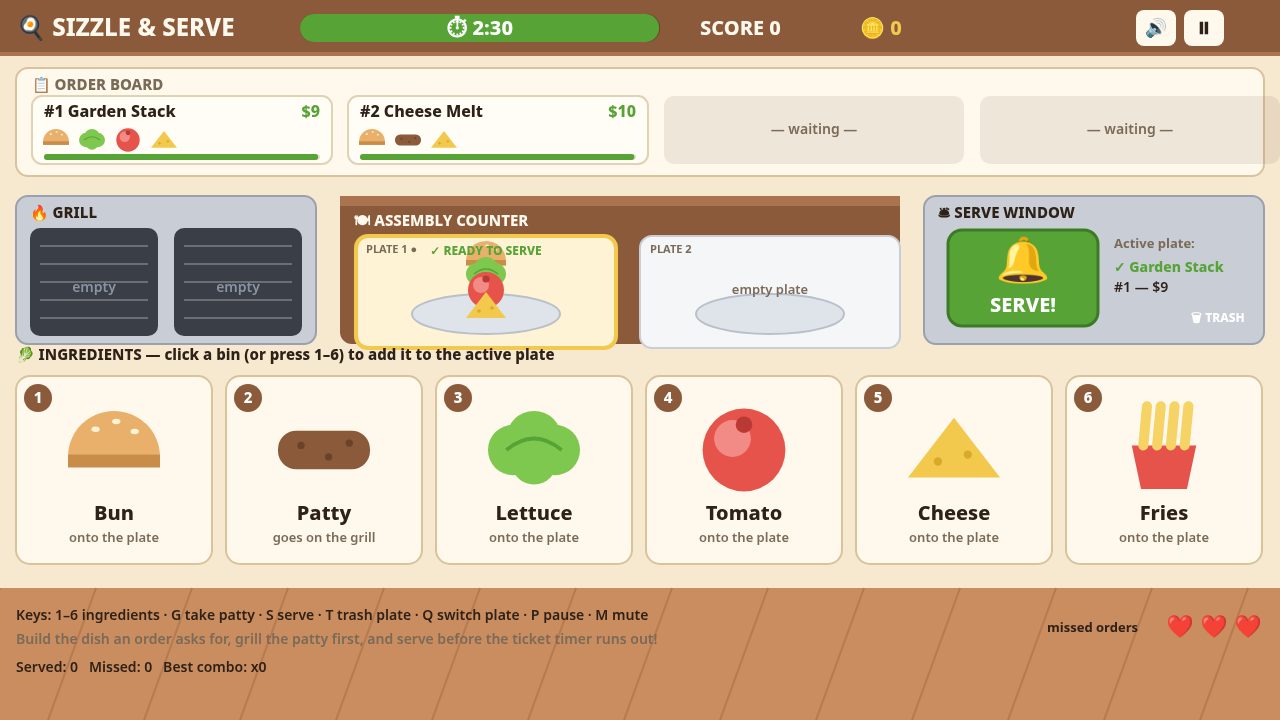 🍳 SIZZLE & SERVE
⏱ 2:30
SCORE 0
🪙 0
📋 ORDER BOARD
#1 Garden Stack $9
#2 Cheese Melt $10
— waiting —
— waiting —
🔥 GRILL
empty
empty
🍽 ASSEMBLY COUNTER
PLATE 1 ● ✓ READY TO SERVE
PLATE 2
empty plate
🛎 SERVE WINDOW
SERVE!
Active plate:
✓ Garden Stack
#1 — $9
🗑 TRASH
🥬 INGREDIENTS — click a bin (or press 1–6) to add it to the active plate
1
Bun
onto the plate
2
Patty
goes on the grill
3
Lettuce
onto the plate
4
Tomato
onto the plate
5
Cheese
onto the plate
6
Fries
onto the plate
Keys: 1–6 ingredients · G take patty · S serve · T trash plate · Q switch plate · P pause · M mute
Build the dish an order asks for, grill the patty first, and serve before the ticket timer runs out!
Served: 0 Missed: 0 Best combo: x0
missed orders